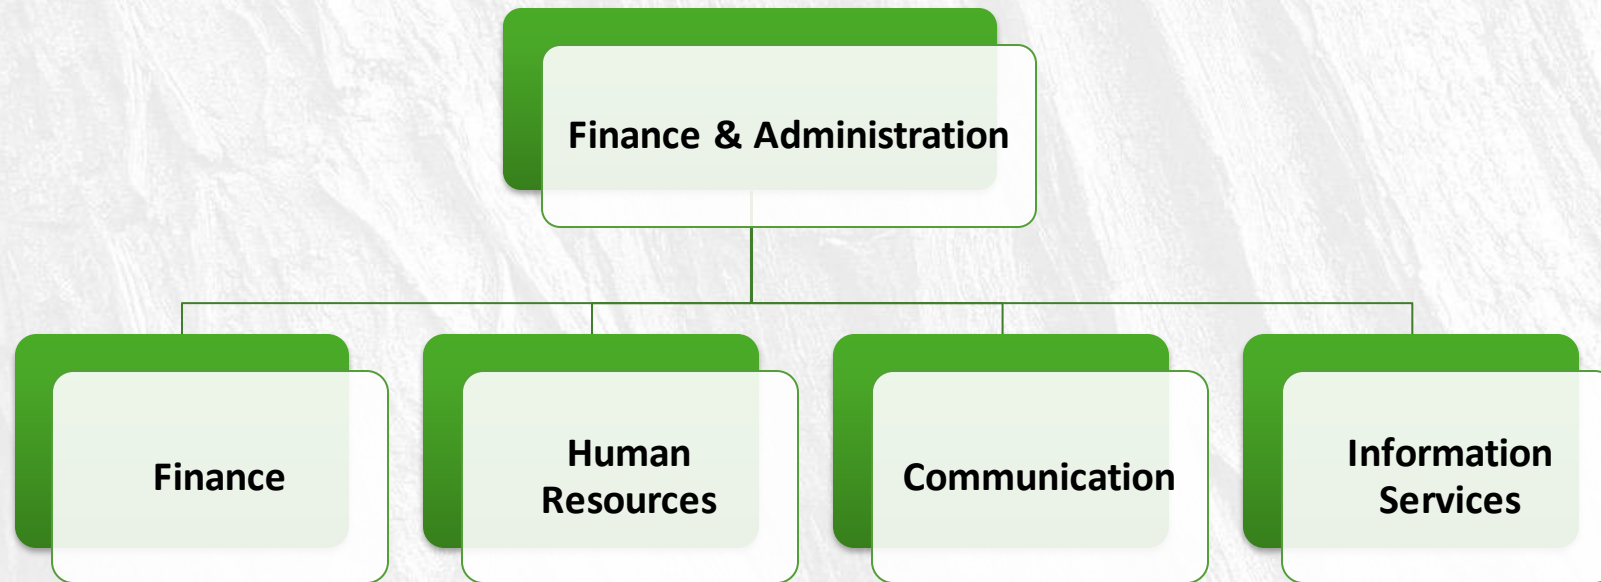 Finance & Administration
Finance
Human
Resources
Communication
Information
Services